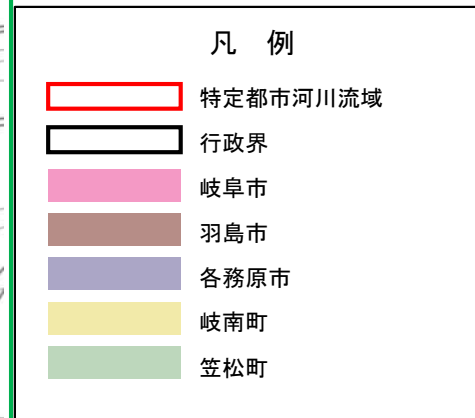 凡 例
特定都市河川流域
行政界
岐阜市
羽島市
各務原市
岐南町
笠松町